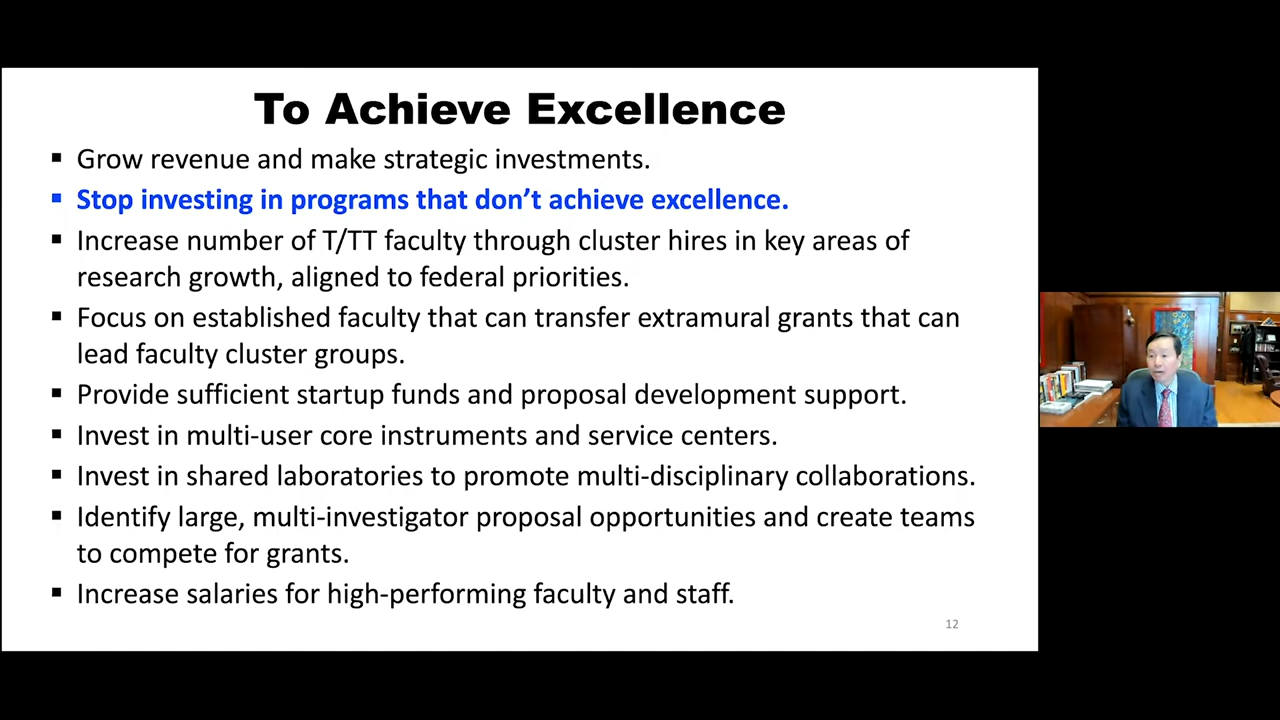 To Achieve Excellence
▪ Grow revenue and make strategic investments.
▪ Stop investing in programs that don’t achieve excellence.
▪ Increase number of T/TT faculty through cluster hires in key areas of
research growth, aligned to federal priorities.
▪ Focus on established faculty that can transfer extramural grants that can
lead faculty cluster groups.
▪ Provide sufficient startup funds and proposal development support.
▪ Invest in multi-user core instruments and service centers.
▪ Invest in shared laboratories to promote multi-disciplinary collaborations.
▪ Identify large, multi-investigator proposal opportunities and create teams
to compete for grants.
▪ Increase salaries for high-performing faculty and staff.
12